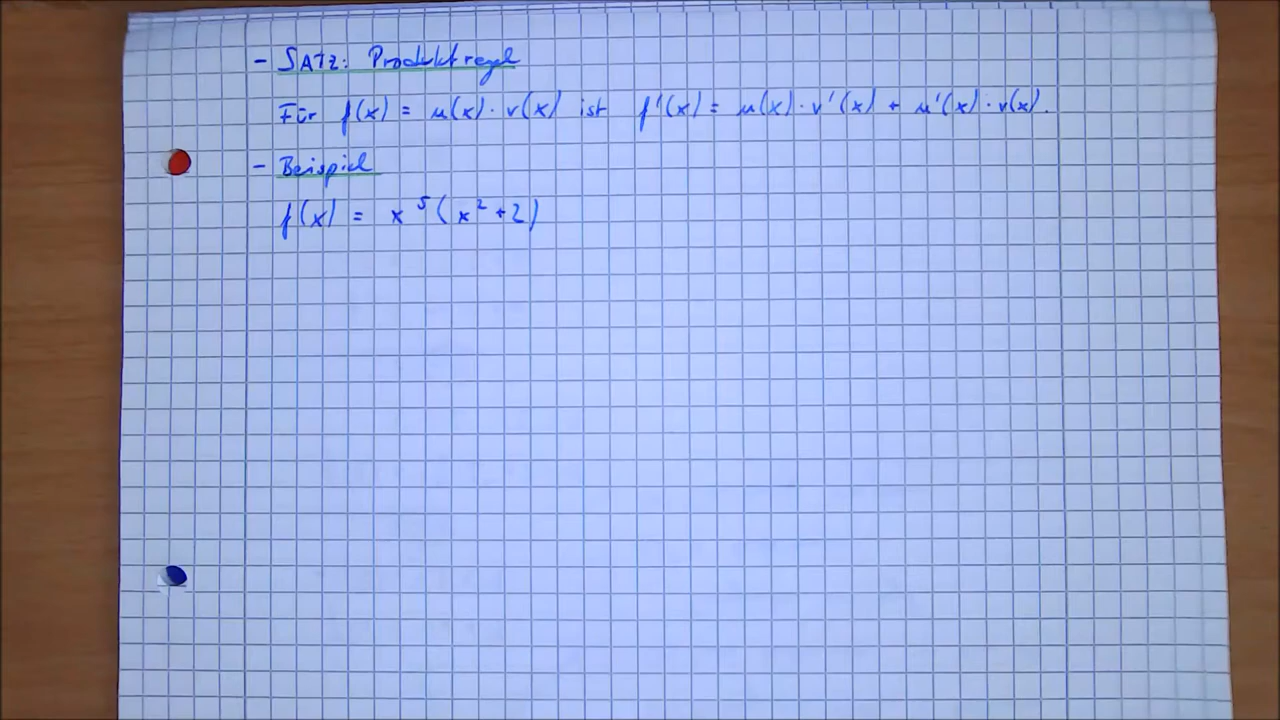 - SATZ: Produktregel
Für f(x) = u(x) · v(x) ist f'(x) = u(x) · v'(x) + u'(x) · v(x).
- Beispiel
f(x) = x⁵(x² + 2)